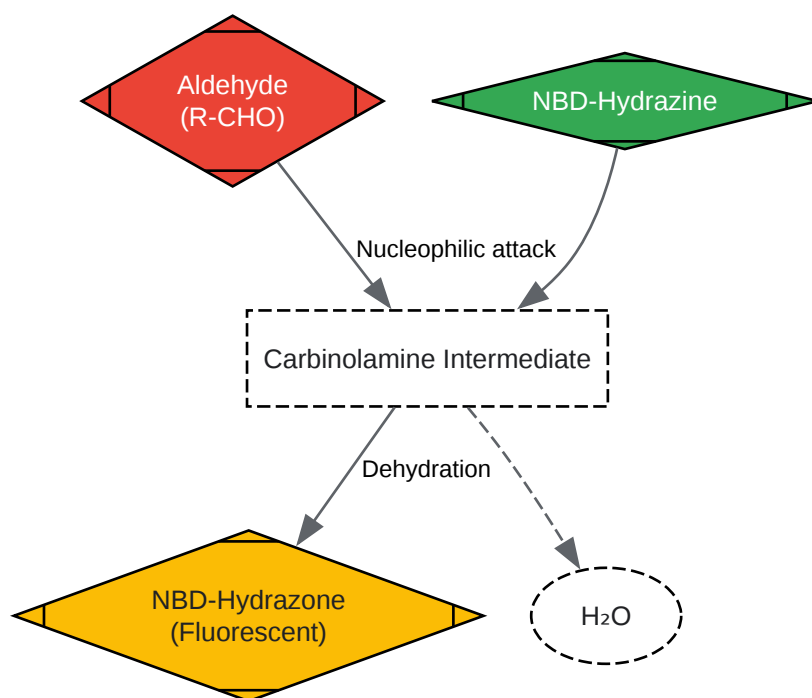 Aldehyde
(R-CHO)
NBD-Hydrazine
Nucleophilic attack
Carbinolamine Intermediate
Dehydration
NBD-Hydrazone
(Fluorescent)
H₂O